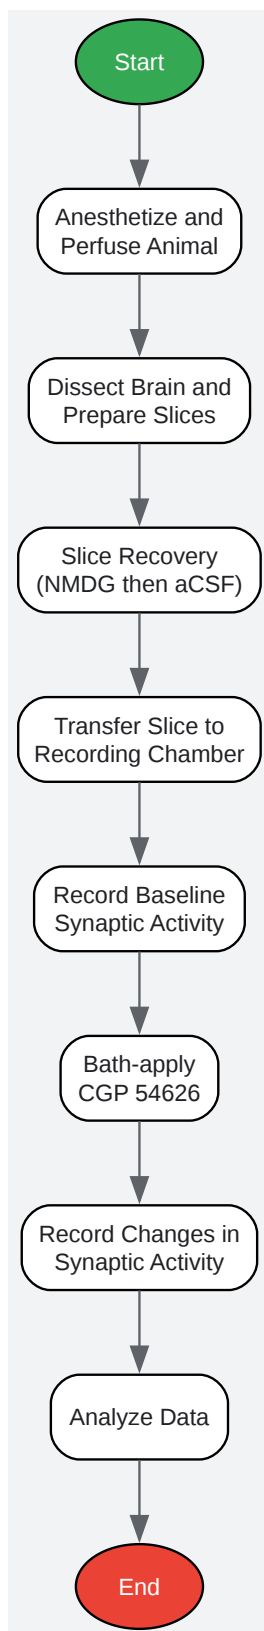 Start
Anesthetize and
Perfuse Animal
Dissect Brain and
Prepare Slices
Slice Recovery
(NMDG then aCSF)
Transfer Slice to
Recording Chamber
Record Baseline
Synaptic Activity
Bath-apply
CGP 54626
Record Changes in
Synaptic Activity
Analyze Data
End